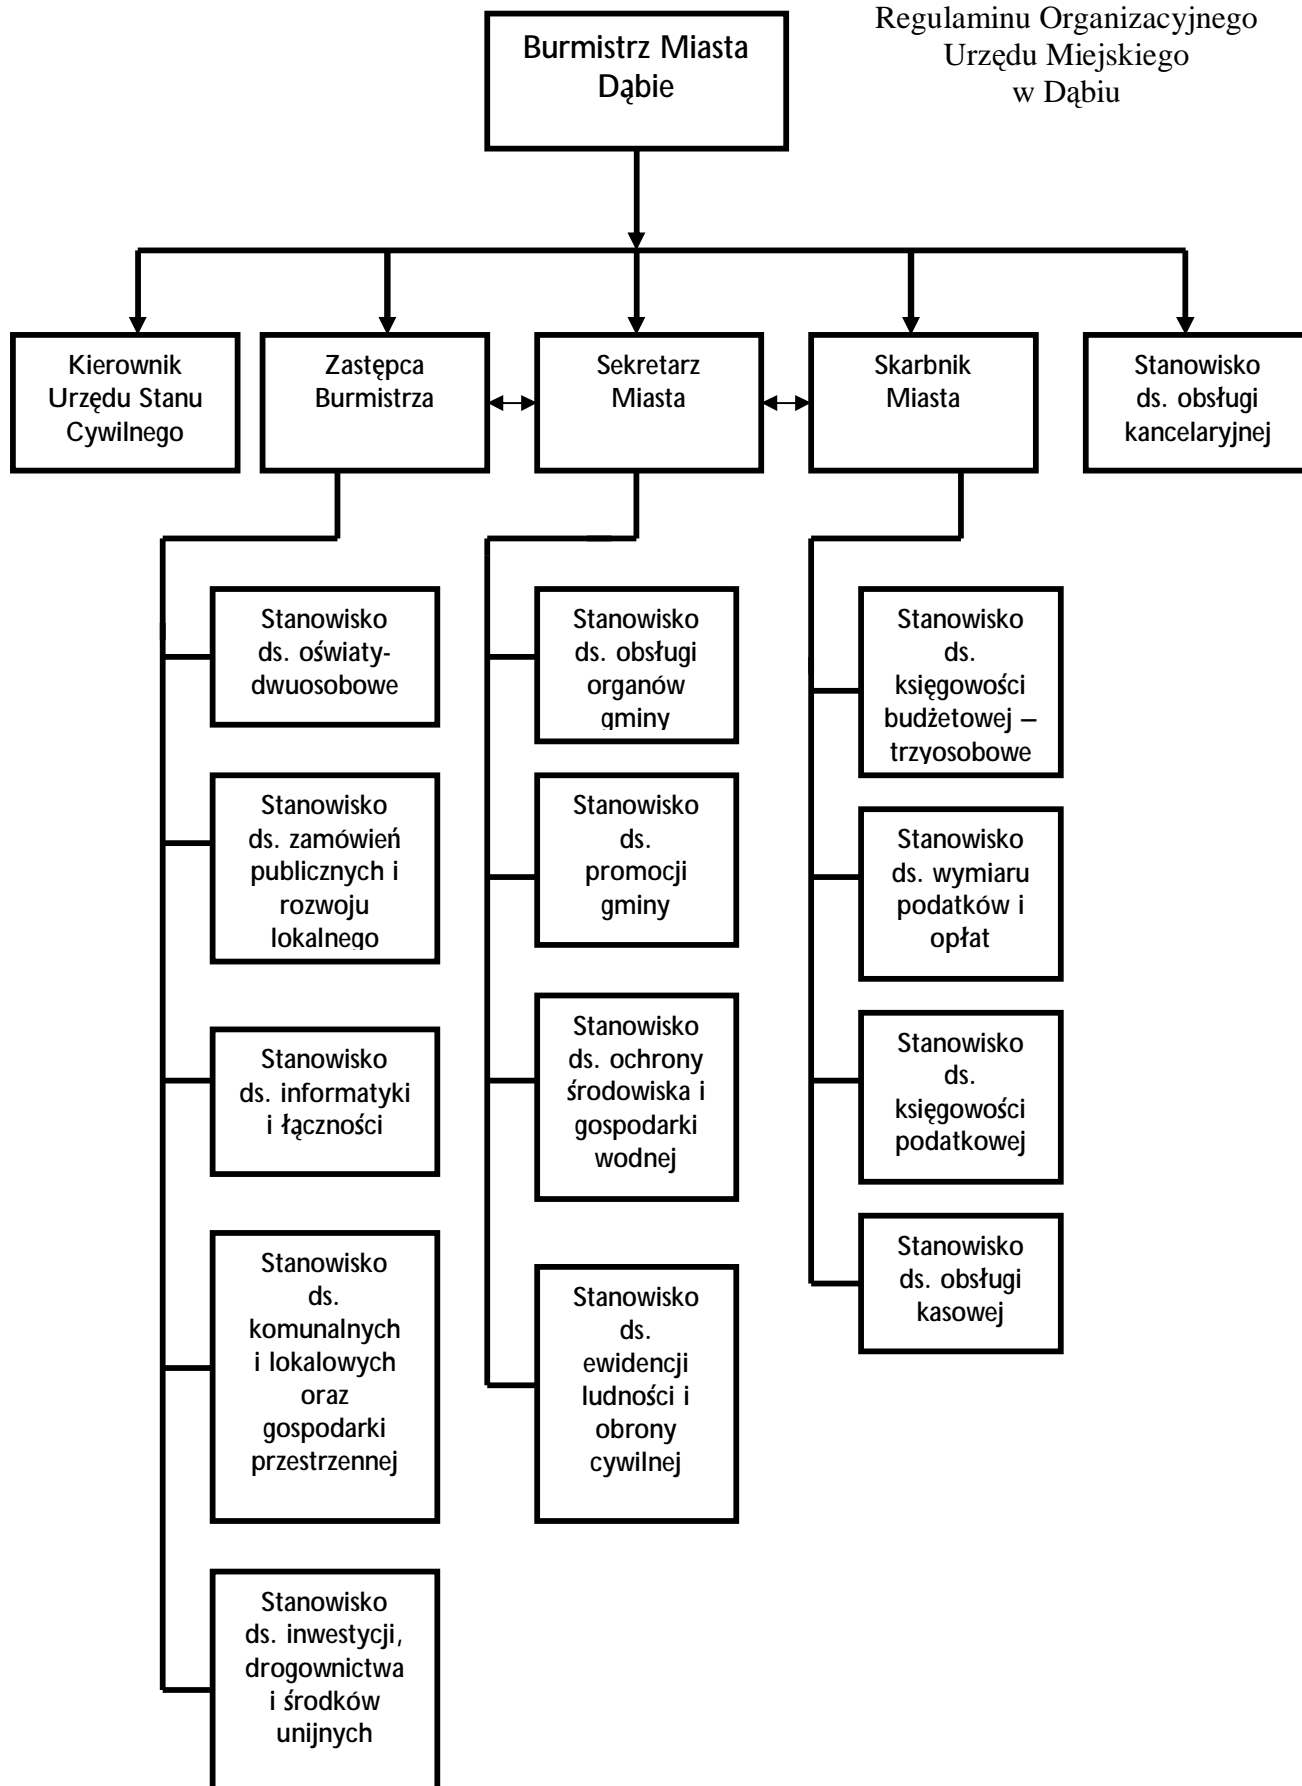 Regulaminu Organizacyjnego
Urzędu Miejskiego
w Dąbiu
Burmistrz Miasta
Dąbie
Kierownik
Urzędu Stanu
Cywilnego
Zastępca
Burmistrza
Sekretarz
Miasta
Skarbnik
Miasta
Stanowisko
ds. obsługi
kancelaryjnej
Stanowisko
ds. oświaty-
dwuosobowe
Stanowisko
ds. zamówień
publicznych i
rozwoju
lokalnego
Stanowisko
ds. informatyki
i łączności
Stanowisko
ds.
komunalnych
i lokalowych
oraz
gospodarki
przestrzennej
Stanowisko
ds. inwestycji,
drogownictwa
i środków
unijnych
Stanowisko
ds. obsługi
organów
gminy
Stanowisko
ds.
promocji
gminy
Stanowisko
ds. ochrony
środowiska i
gospodarki
wodnej
Stanowisko
ds.
ewidencji
ludności i
obrony
cywilnej
Stanowisko
ds.
księgowości
budżetowej –
trzyosobowe
Stanowisko
ds. wymiaru
podatków i
opłat
Stanowisko
ds.
księgowości
podatkowej
Stanowisko
ds. obsługi
kasowej